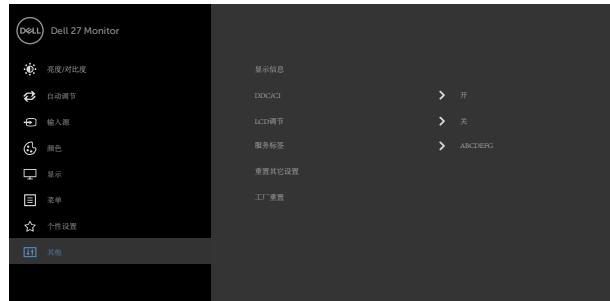 DELL Dell 27 Monitor
亮度/对比度
自动调节
输入源
颜色
显示
菜单
个性设置
其他
显示信息
DDC/CI 开
LCD调节 关
服务标签 ABCDEFG
重置其它设置
工厂重置